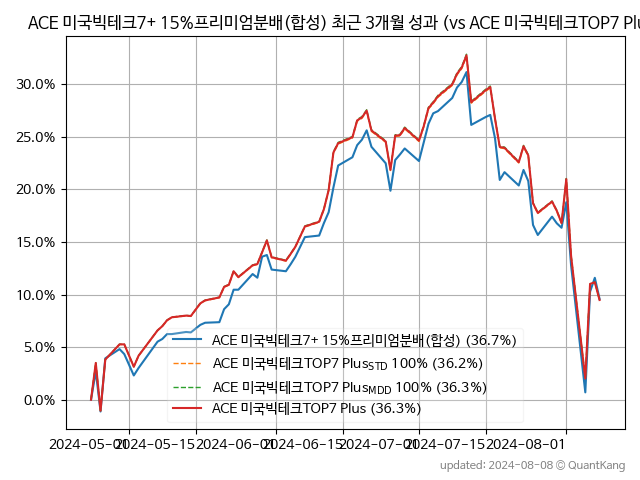 ACE 미국빅테크7+ 15%프리미엄분배(합성) 최근 3개월 성과 (vs ACE 미국빅테크TOP7 Plu
30.0%
25.0%
20.0%
15.0%
10.0%
5.0%
0.0%
ACE 미국빅테크7+ 15%프리미엄분배(합성) (36.7%)
ACE 미국빅테크TOP7 PlusSTD 100% (36.2%)
ACE 미국빅테크TOP7 PlusMDD 100% (36.3%)
ACE 미국빅테크TOP7 Plus (36.3%)
2024-05-01 2024-05-15 2024-06-01 2024-06-15 2024-07-01 2024-07-15 2024-08-01
updated: 2024-08-08 @ QuantKang